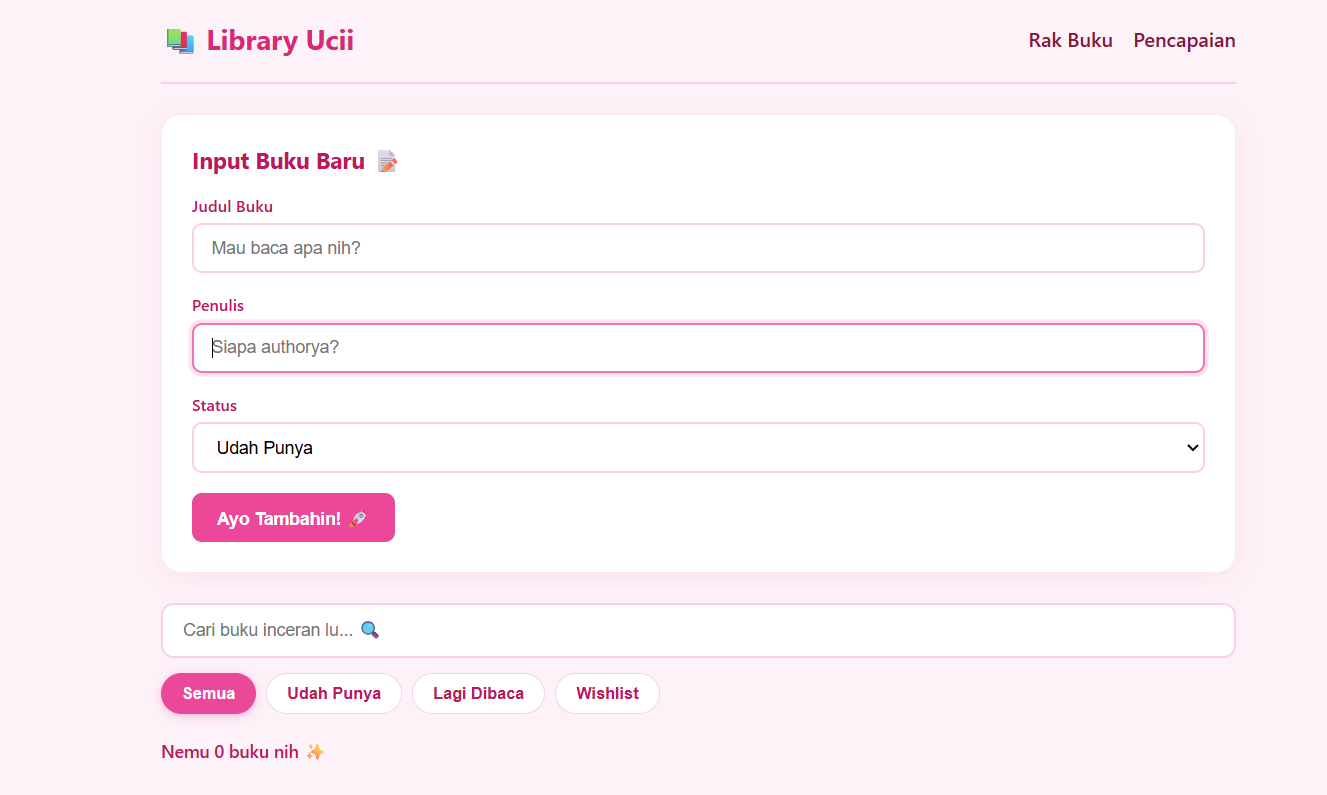 📚 Library Ucii
Rak Buku Pencapaian
Input Buku Baru 📝
Judul Buku
Mau baca apa nih?
Penulis
Siapa authorya?
Status
Udah Punya
Ayo Tambahin! 🚀
Cari buku inceran lu... 🔍
Semua Udah Punya Lagi Dibaca Wishlist
Nemu 0 buku nih ✨